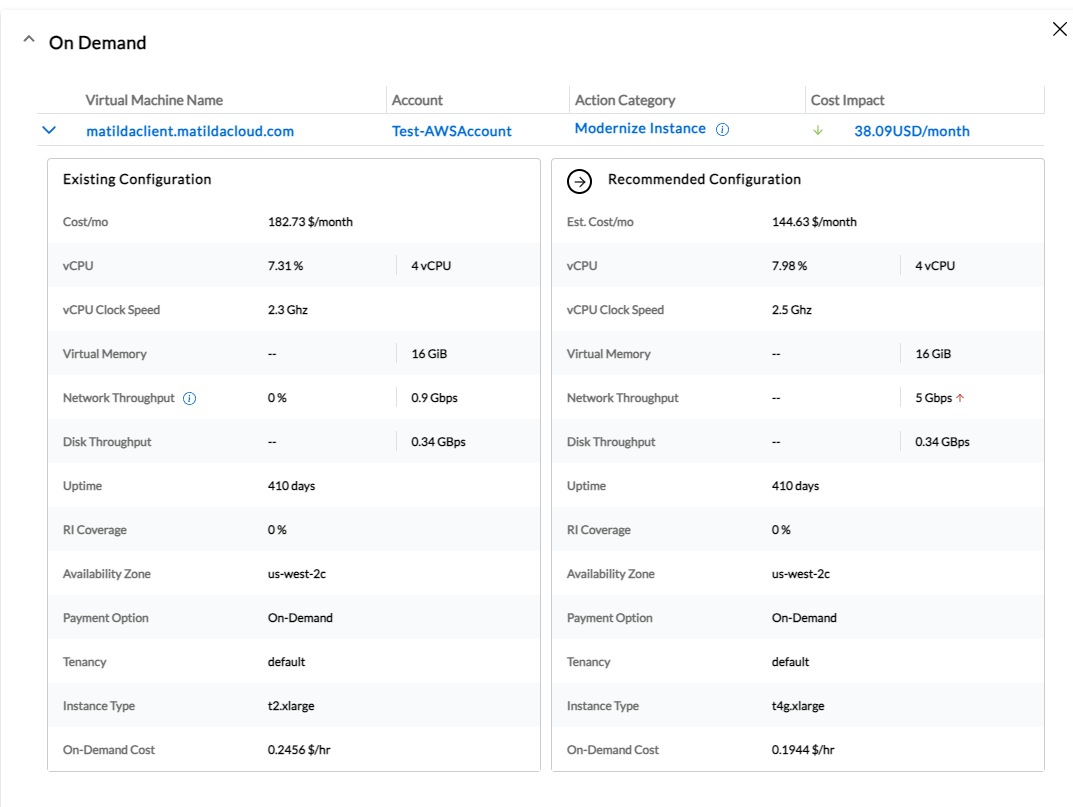 On Demand
Virtual Machine Name Account Action Category Cost Impact
matildaclient.matildacloud.com Test-AWSAccount Modernize Instance 38.09USD/month
Existing Configuration
Cost/mo 182.73 $/month
vCPU 7.31 % 4 vCPU
vCPU Clock Speed 2.3 Ghz
Virtual Memory -- 16 GiB
Network Throughput 0 % 0.9 Gbps
Disk Throughput -- 0.34 GBps
Uptime 410 days
RI Coverage 0 %
Availability Zone us-west-2c
Payment Option On-Demand
Tenancy default
Instance Type t2.xlarge
On-Demand Cost 0.2456 $/hr
Recommended Configuration
Est. Cost/mo 144.63 $/month
vCPU 7.98 % 4 vCPU
vCPU Clock Speed 2.5 Ghz
Virtual Memory -- 16 GiB
Network Throughput -- 5 Gbps
Disk Throughput -- 0.34 GBps
Uptime 410 days
RI Coverage 0 %
Availability Zone us-west-2c
Payment Option On-Demand
Tenancy default
Instance Type t4g.xlarge
On-Demand Cost 0.1944 $/hr